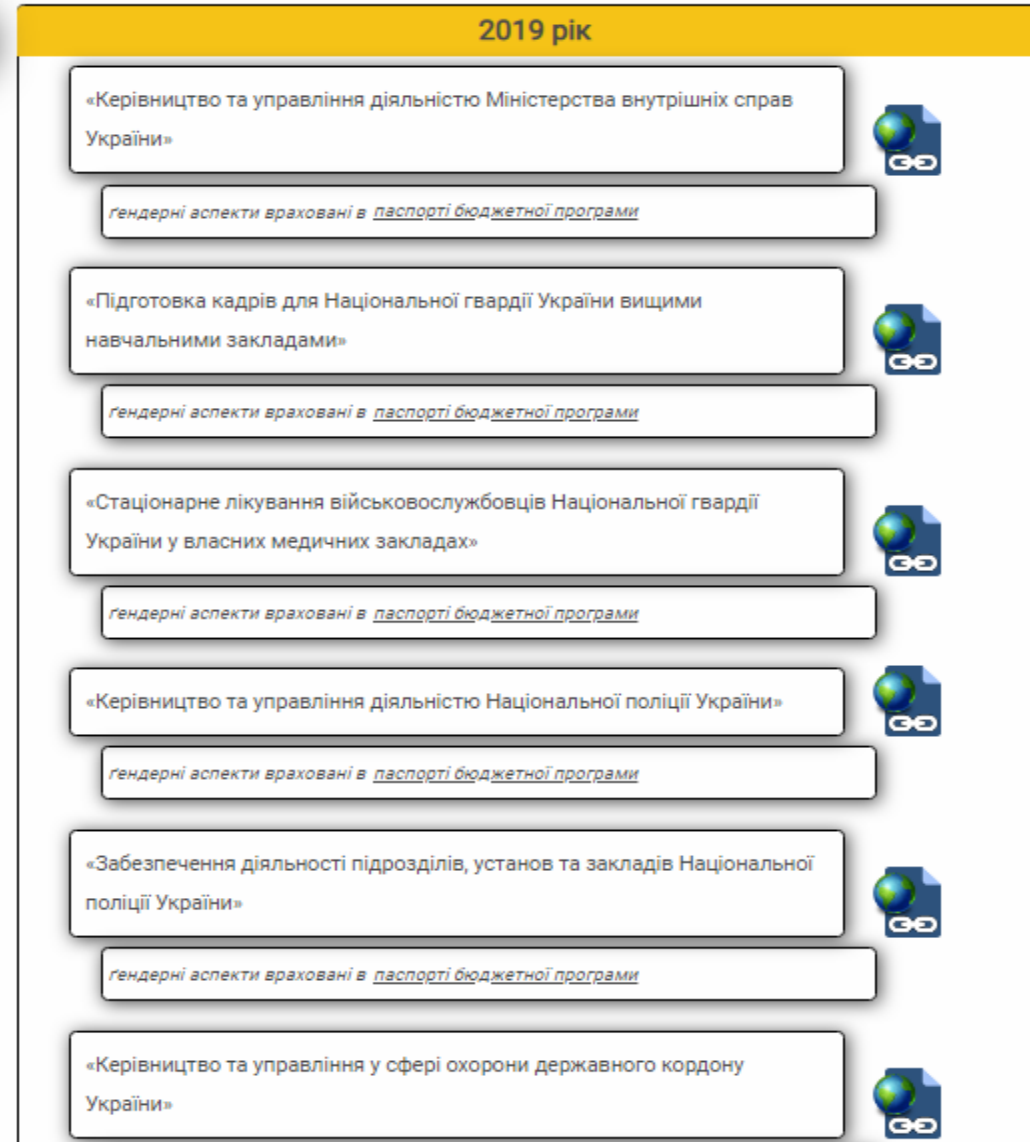 2019 рік
«Керівництво та управління діяльністю Міністерства внутрішніх справ
України»
ґендерні аспекти враховані в паспорті бюджетної програми
«Підготовка кадрів для Національної гвардії України вищими
навчальними закладами»
ґендерні аспекти враховані в паспорті бюджетної програми
«Стаціонарне лікування військовослужбовців Національної гвардії
України у власних медичних закладах»
ґендерні аспекти враховані в паспорті бюджетної програми
«Керівництво та управління діяльністю Національної поліції України»
ґендерні аспекти враховані в паспорті бюджетної програми
«Забезпечення діяльності підрозділів, установ та закладів Національної
поліції України»
ґендерні аспекти враховані в паспорті бюджетної програми
«Керівництво та управління у сфері охорони державного кордону
України»